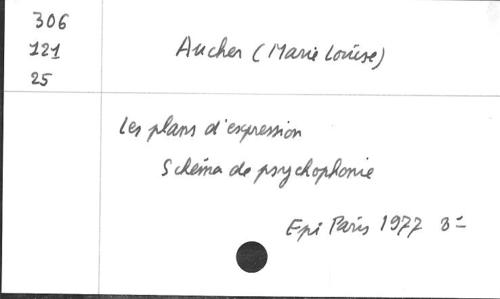 306
121
25
Aucher (Marie Louise)
Les plans d'expression
Schéma de psychophonie
Epi Paris 1977 8-